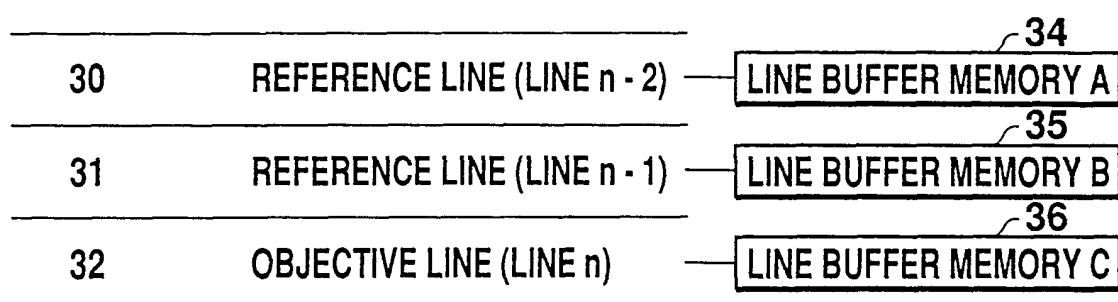 34
30 REFERENCE LINE (LINE n - 2) LINE BUFFER MEMORY A
35
31 REFERENCE LINE (LINE n - 1) LINE BUFFER MEMORY B
36
32 OBJECTIVE LINE (LINE n) LINE BUFFER MEMORY C